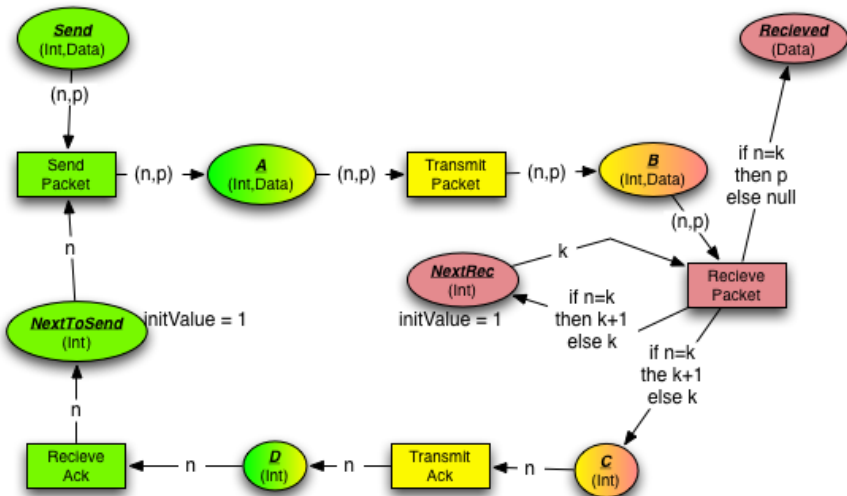 Send
(Int,Data)
Recieved
(Data)
(n,p)
Send
Packet
(n,p)
A
(Int,Data)
(n,p)
Transmit
Packet
(n,p)
B
(Int,Data)
if n=k
then p
else null
(n,p)
n
k
NextRec
(Int)
initValue = 1
Recieve
Packet
if n=k
then k+1
else k
NextToSend
(Int)
initValue = 1
if n=k
the k+1
else k
n
Recieve
Ack
n
D
(Int)
n
Transmit
Ack
n
C
(Int)